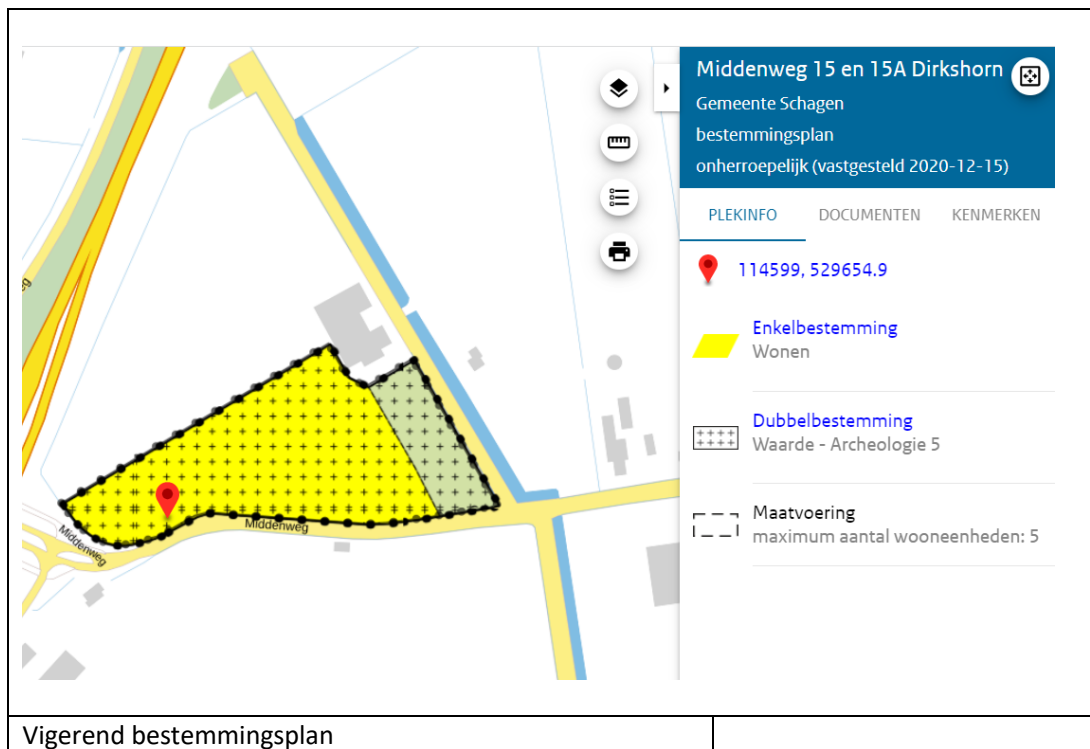 Middenweg 15 en 15A Dirkshorn
Gemeente Schagen
bestemmingsplan
onherroepelijk (vastgesteld 2020-12-15)
PLEKINFO DOCUMENTEN KENMERKEN
114599, 529654.9
Enkelbestemming
Wonen
Dubbelbestemming
Waarde - Archeologie 5
Maatvoering
maximum aantal wooneenheden: 5
Middenweg
Middenweg
Vigerend bestemmingsplan